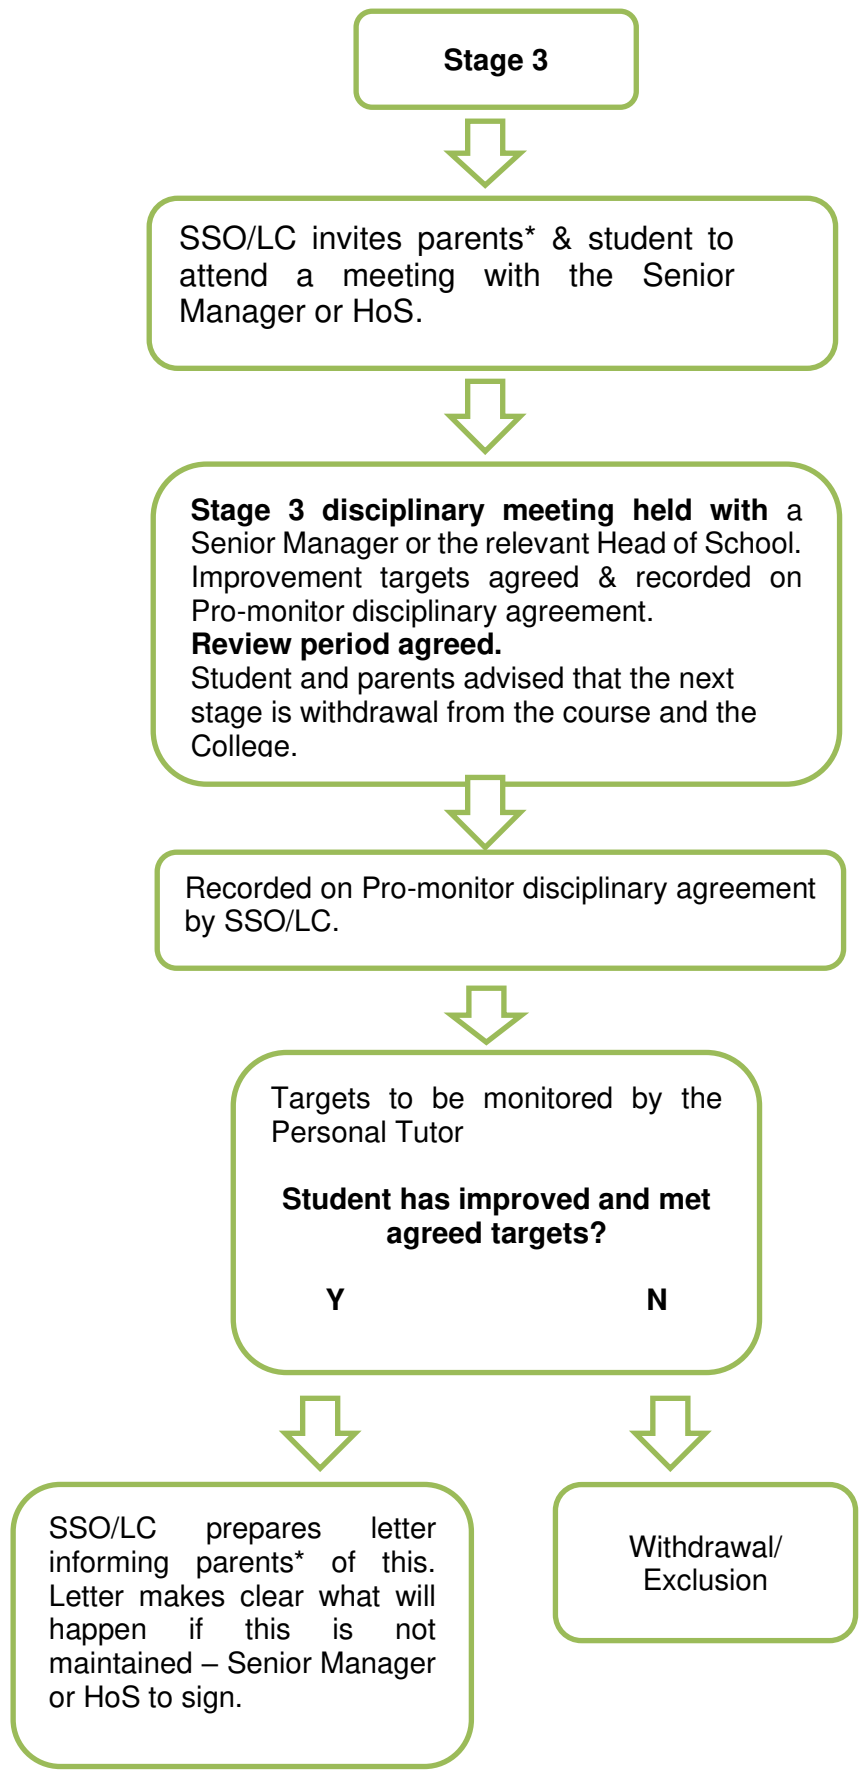 Stage 3
SSO/LC invites parents* & student to
attend a meeting with the Senior
Manager or HoS.
Stage 3 disciplinary meeting held with a
Senior Manager or the relevant Head of School.
Improvement targets agreed & recorded on
Pro-monitor disciplinary agreement.
Review period agreed.
Student and parents advised that the next
stage is withdrawal from the course and the
College.
Recorded on Pro-monitor disciplinary agreement
by SSO/LC.
Targets to be monitored by the
Personal Tutor
Student has improved and met
agreed targets?
Y N
SSO/LC prepares letter
informing parents* of this.
Letter makes clear what will
happen if this is not
maintained – Senior Manager
or HoS to sign.
Withdrawal/
Exclusion